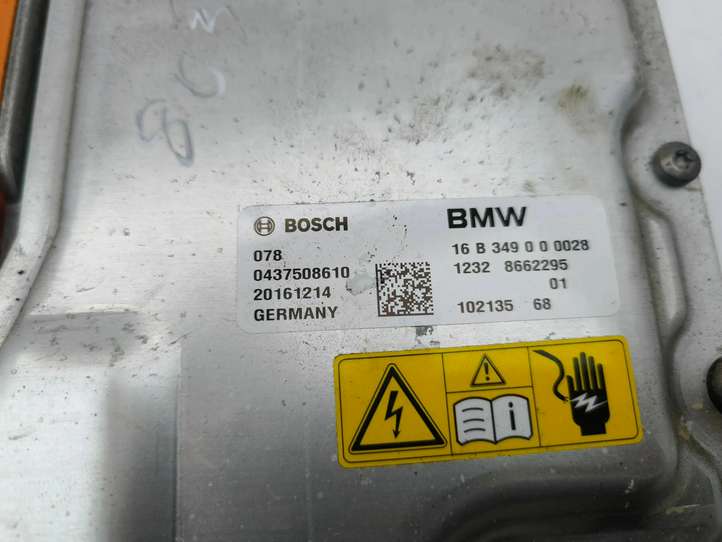 BOSCH
078
0437508610
20161214
GERMANY
BMW
16 B 349 0 0 0028
1232 8662295
01
102135 68
i